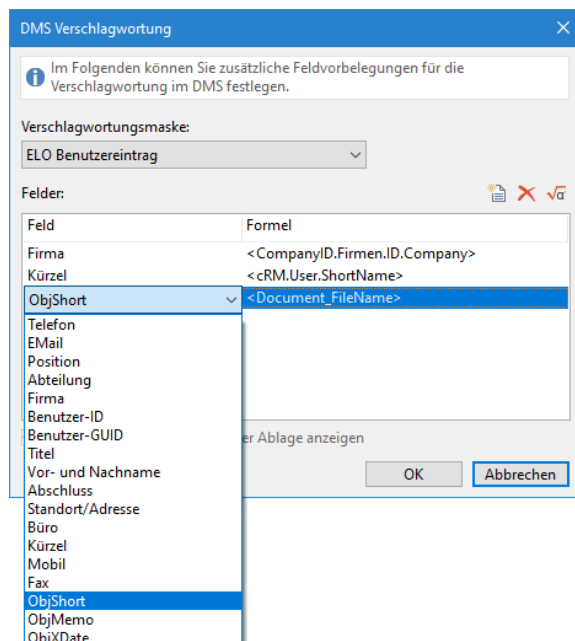 DMS Verschlagwortung
Im Folgenden können Sie zusätzliche Feldvorbelegungen für die
Verschlagwortung im DMS festlegen.
Verschlagwortungsmaske:
ELO Benutzereintrag
Felder:
Feld Formel
Firma <CompanyID.Firmen.ID.Company>
Kürzel <cRM.User.ShortName>
ObjShort <Document_FileName>
Telefon
EMail
Position
Abteilung
Firma
Benutzer-ID
Benutzer-GUID
er Ablage anzeigen
Titel
Vor- und Nachname
Abschluss
OK Abbrechen
Standort/Adresse
Büro
Kürzel
Mobil
Fax
ObjShort
ObjMemo
ObjXDate